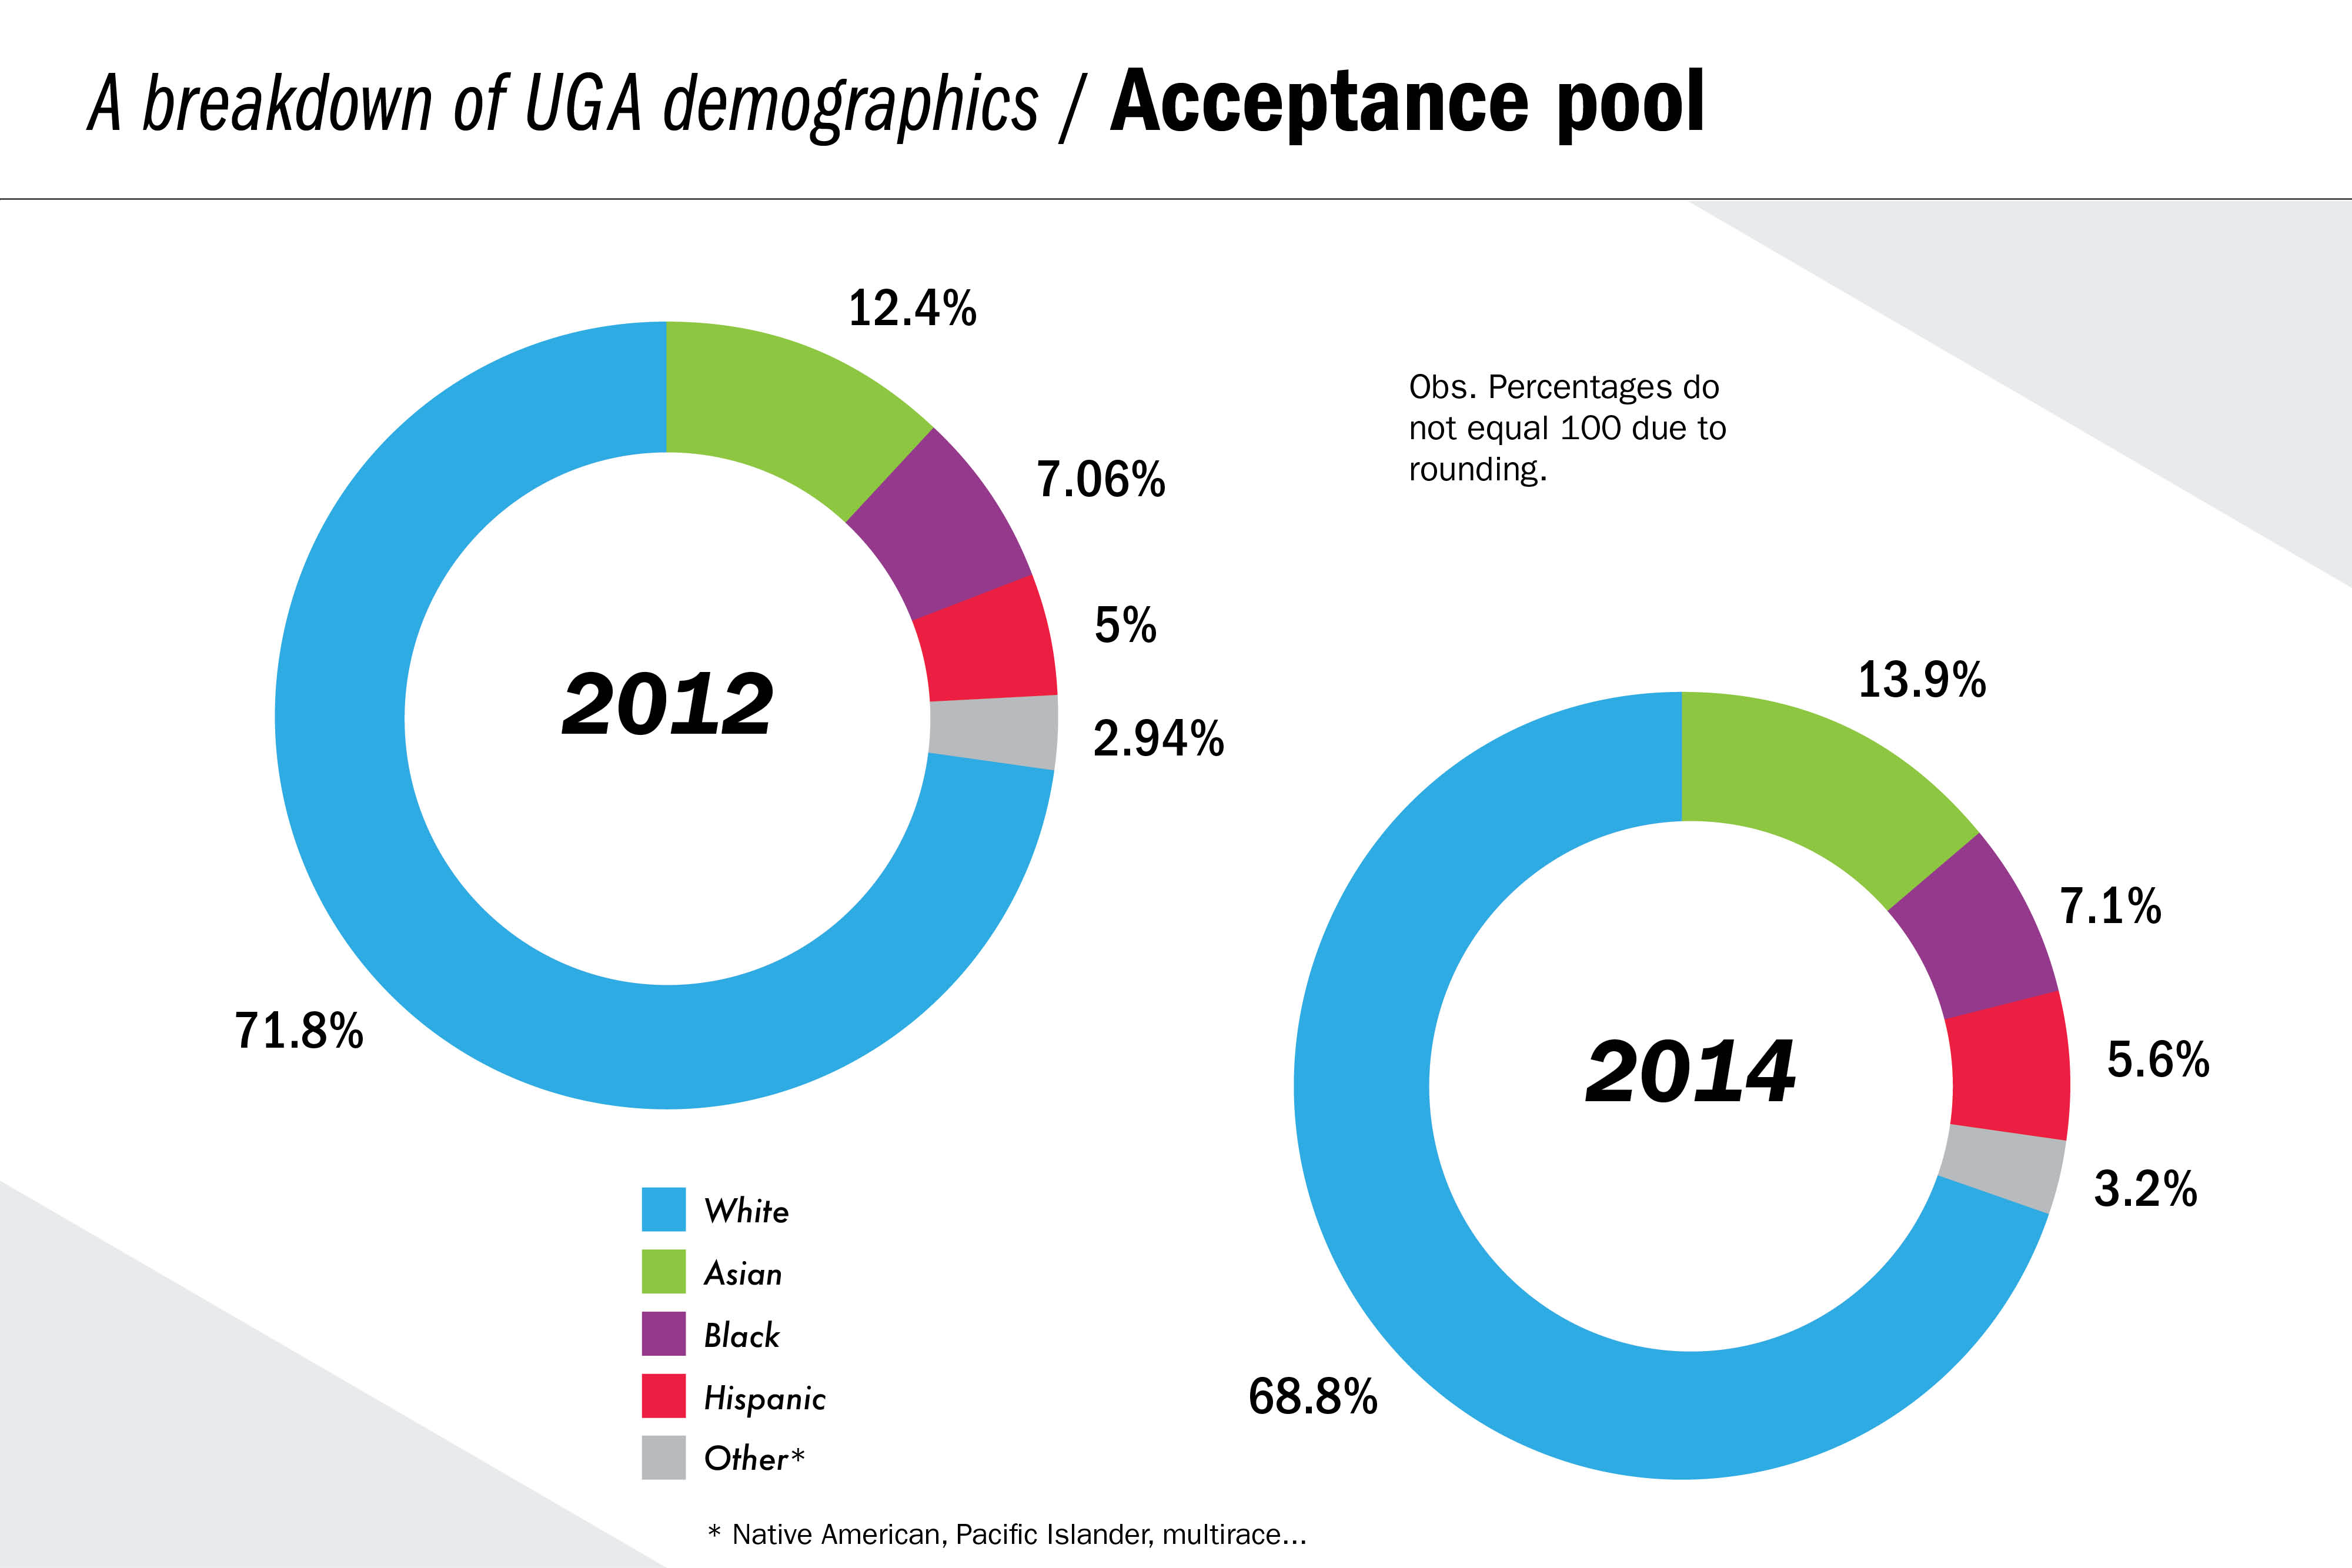 A breakdown of UGA demographics / Acceptance pool
12.4%
7.06%
5%
2.94%
71.8%
2012
Obs. Percentages do
not equal 100 due to
rounding.
13.9%
7.1%
5.6%
3.2%
68.8%
2014
White
Asian
Black
Hispanic
Other*
* Native American, Pacific Islander, multirace...